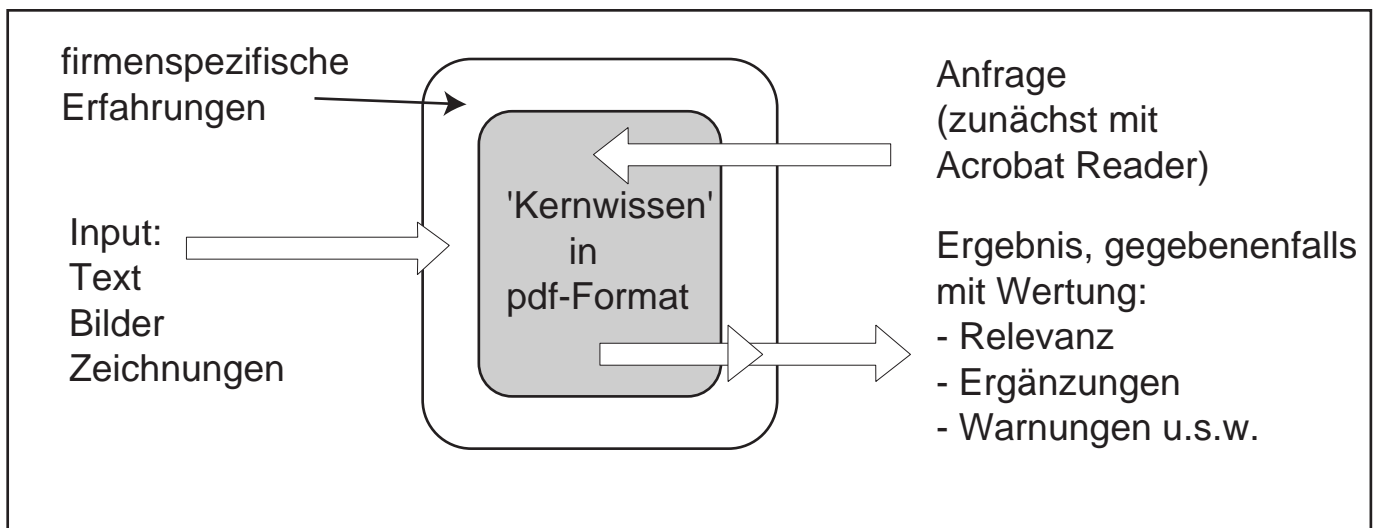 firmenspezifische
Erfahrungen
Input:
Text
Bilder
Zeichnungen
'Kernwissen'
in
pdf-Format
Anfrage
(zunächst mit
Acrobat Reader)
Ergebnis, gegebenenfalls
mit Wertung:
- Relevanz
- Ergänzungen
- Warnungen u.s.w.